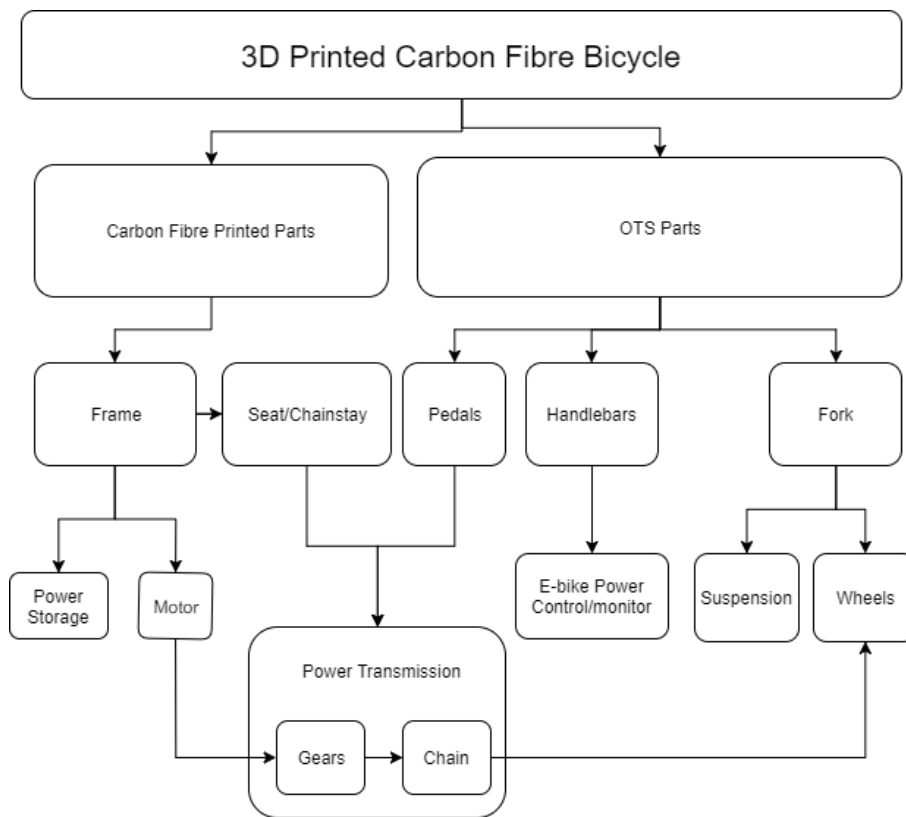 3D Printed Carbon Fibre Bicycle
Carbon Fibre Printed Parts
OTS Parts
Frame
Seat/Chainstay
Pedals
Handlebars
Fork
Power
Storage
Motor
E-bike Power
Control/monitor
Suspension
Wheels
Power Transmission
Gears
Chain